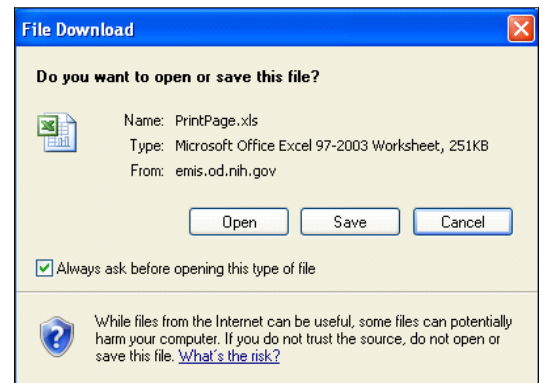 File Download
Do you want to open or save this file?
Name: PrintPage.xls
Type: Microsoft Office Excel 97-2003 Worksheet, 251KB
From: emis.od.nih.gov
Open Save Cancel
Always ask before opening this type of file
While files from the Internet can be useful, some files can potentially
harm your computer. If you do not trust the source, do not open or
save this file. What's the risk?